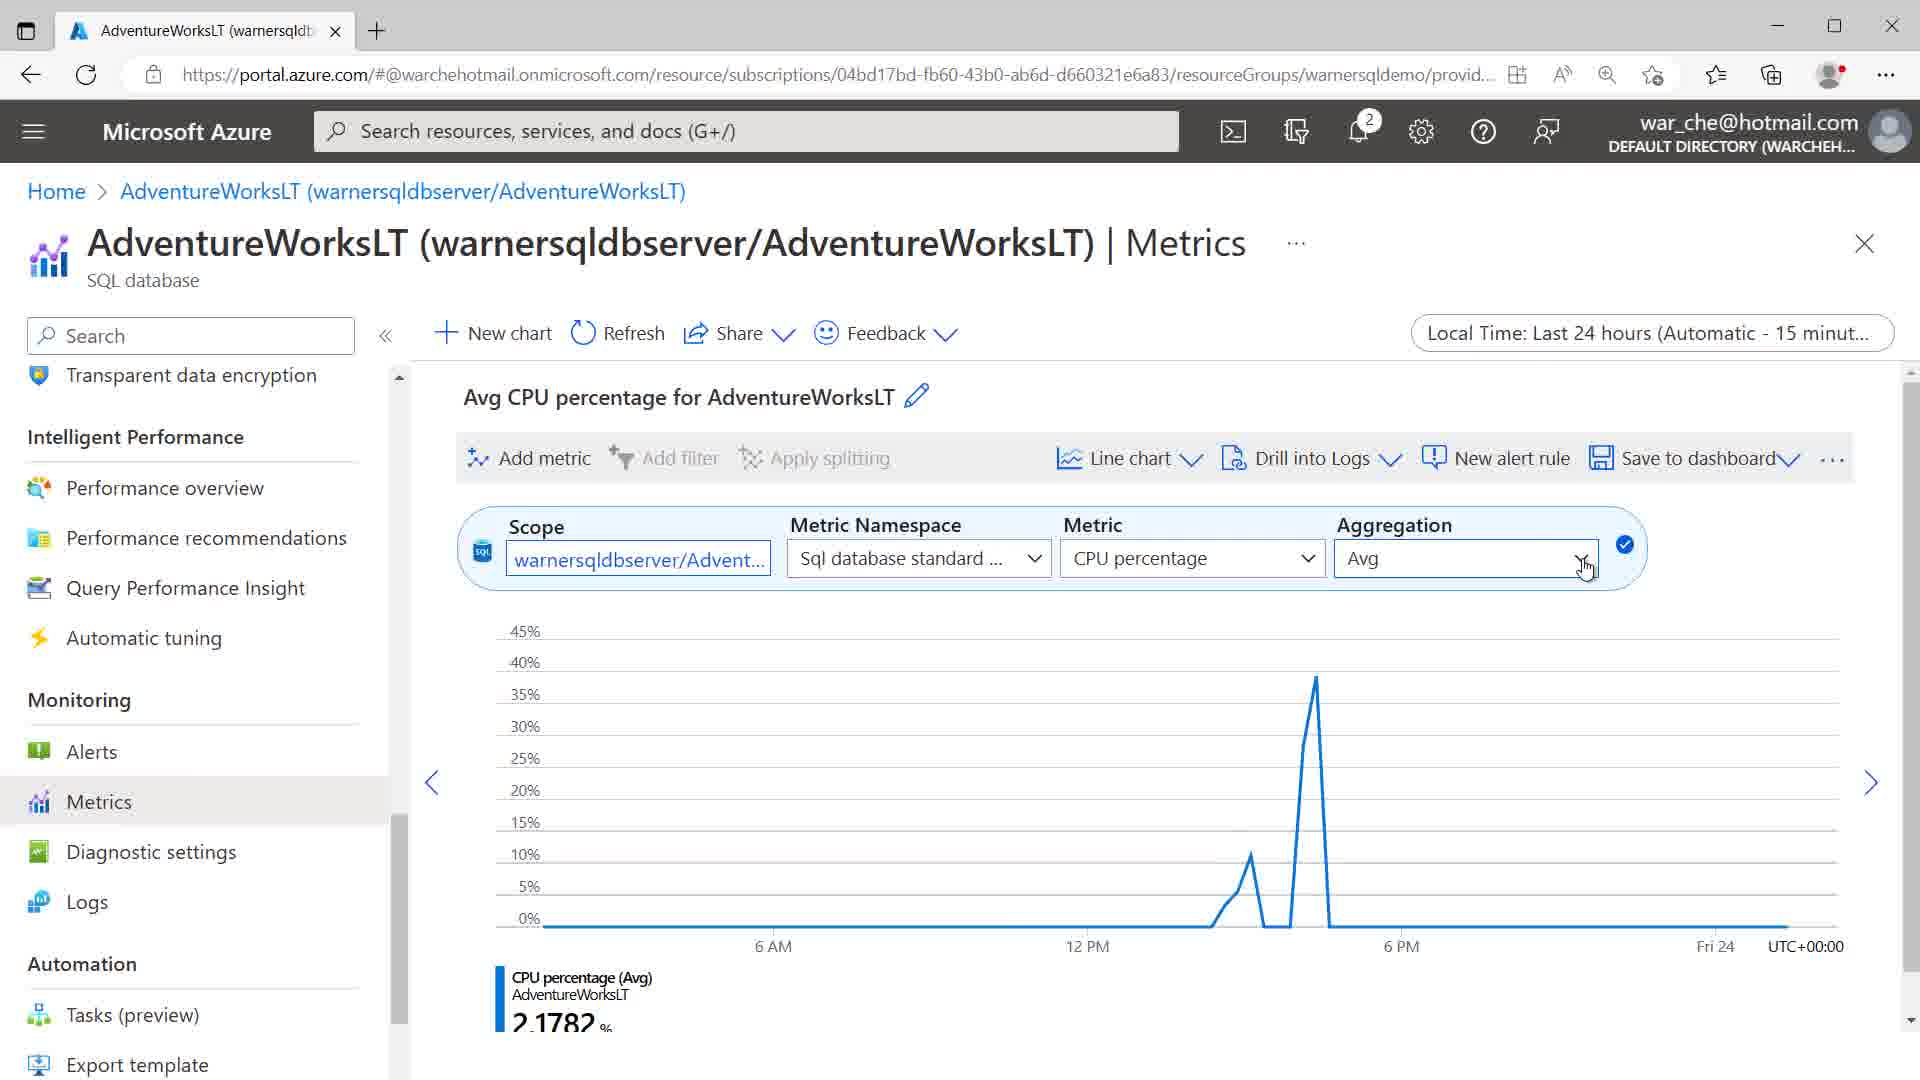 AdventureWorksLT (warnersqldb
https://portal.azure.com/#@warchehotmail.onmicrosoft.com/resource/subscriptions/04bd17bd-fb60-43b0-ab6d-d660321e6a83/resourceGroups/warnersqldemo/provid...
Microsoft Azure
Search resources, services, and docs (G+/)
2
war_che@hotmail.com
DEFAULT DIRECTORY (WARCHEH...
Home > AdventureWorksLT (warnersqldbserver/AdventureWorksLT)
AdventureWorksLT (warnersqldbserver/AdventureWorksLT) | Metrics ...
SQL database
Search
New chart
Refresh
Share
Feedback
Local Time: Last 24 hours (Automatic - 15 minut...
Transparent data encryption
Intelligent Performance
Performance overview
Performance recommendations
Query Performance Insight
Automatic tuning
Monitoring
Alerts
Metrics
Diagnostic settings
Logs
Automation
Tasks (preview)
Export template
Avg CPU percentage for AdventureWorksLT
Add metric
Add filter
Apply splitting
Line chart
Drill into Logs
New alert rule
Save to dashboard
...
SQL
Scope
warnersqldbserver/Advent...
Metric Namespace
Sql database standard ...
Metric
CPU percentage
Aggregation
Avg
45%
40%
35%
30%
25%
20%
15%
10%
5%
0%
6 AM
12 PM
6 PM
Fri 24
UTC+00:00
CPU percentage (Avg)
AdventureWorksLT
2.1782 %